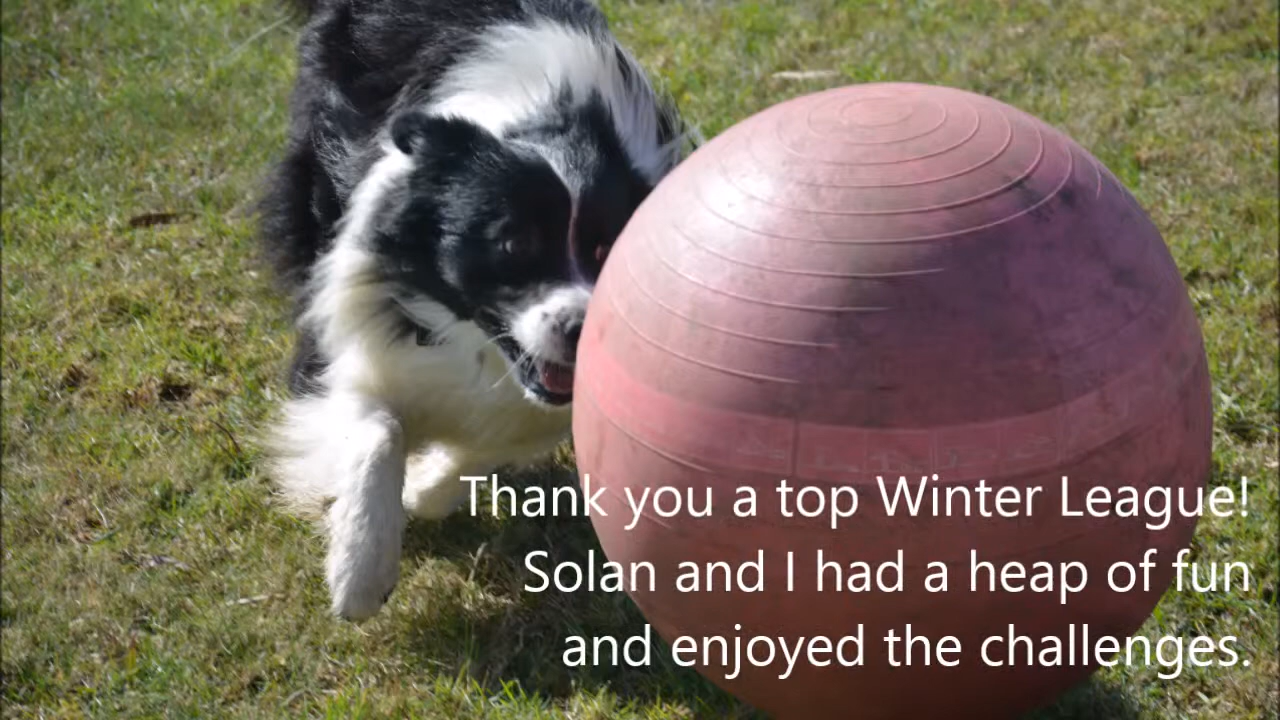 Thank you a top Winter League!
Solan and I had a heap of fun
and enjoyed the challenges.